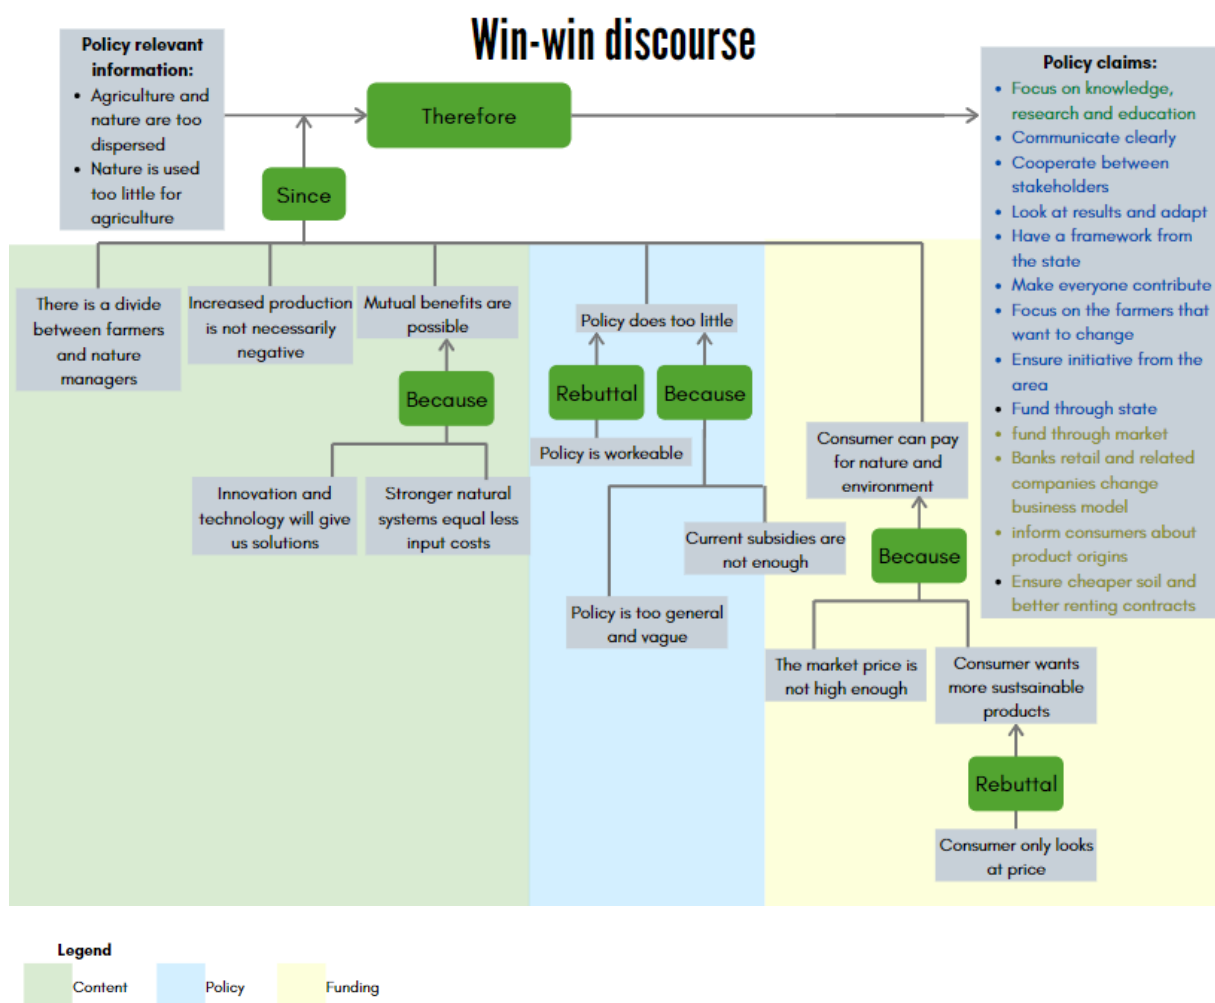 Win-win discourse
Policy relevant
information:
• Agriculture and
nature are too
dispersed
• Nature is used
too little for
agriculture
Therefore
Since
Policy claims:
• Focus on knowledge,
research and education
• Communicate clearly
• Cooperate between
stakeholders
• Look at results and adapt
• Have a framework from
the state
• Make everyone contribute
• Focus on the farmers that
want to change
• Ensure initiative from the
area
• Fund through state
• fund through market
• Banks retail and related
companies change
business model
• inform consumers about
product origins
• Ensure cheaper soil and
better renting contracts
There is a divide
between farmers
and nature
managers
Increased production
is not necessarily
negative
Mutual benefits are
possible
Because
Innovation and
technology will give
us solutions
Stronger natural
systems equal less
input costs
Policy does too little
Rebuttal
Because
Policy is workeable
Current subsidies are
not enough
Policy is too general
and vague
Consumer can pay
for nature and
environment
Because
The market price is
not high enough
Consumer wants
more sustsainable
products
Rebuttal
Consumer only looks
at price
Legend
Content
Policy
Funding